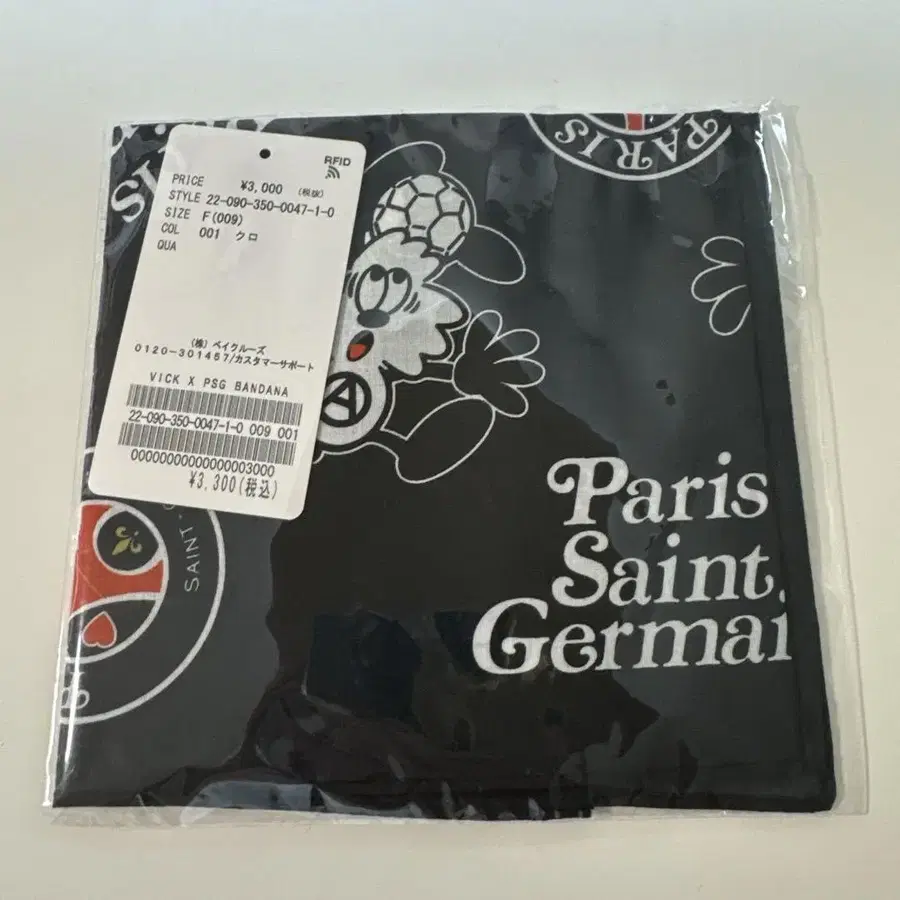 RFID
PRICE ¥3,000 (税抜)
STYLE 22-090-350-0047-1-0
SIZE F(009)
COL 001 クロ
QUA
(株) ベイクルーズ
0120-301457/カスタマーサポート
VICK X PSG BANDANA
22-090-350-0047-1-0 009 001
00000000000000003000
¥3,300(税込)
PARIS
SAINT
Paris
Saint
Germai